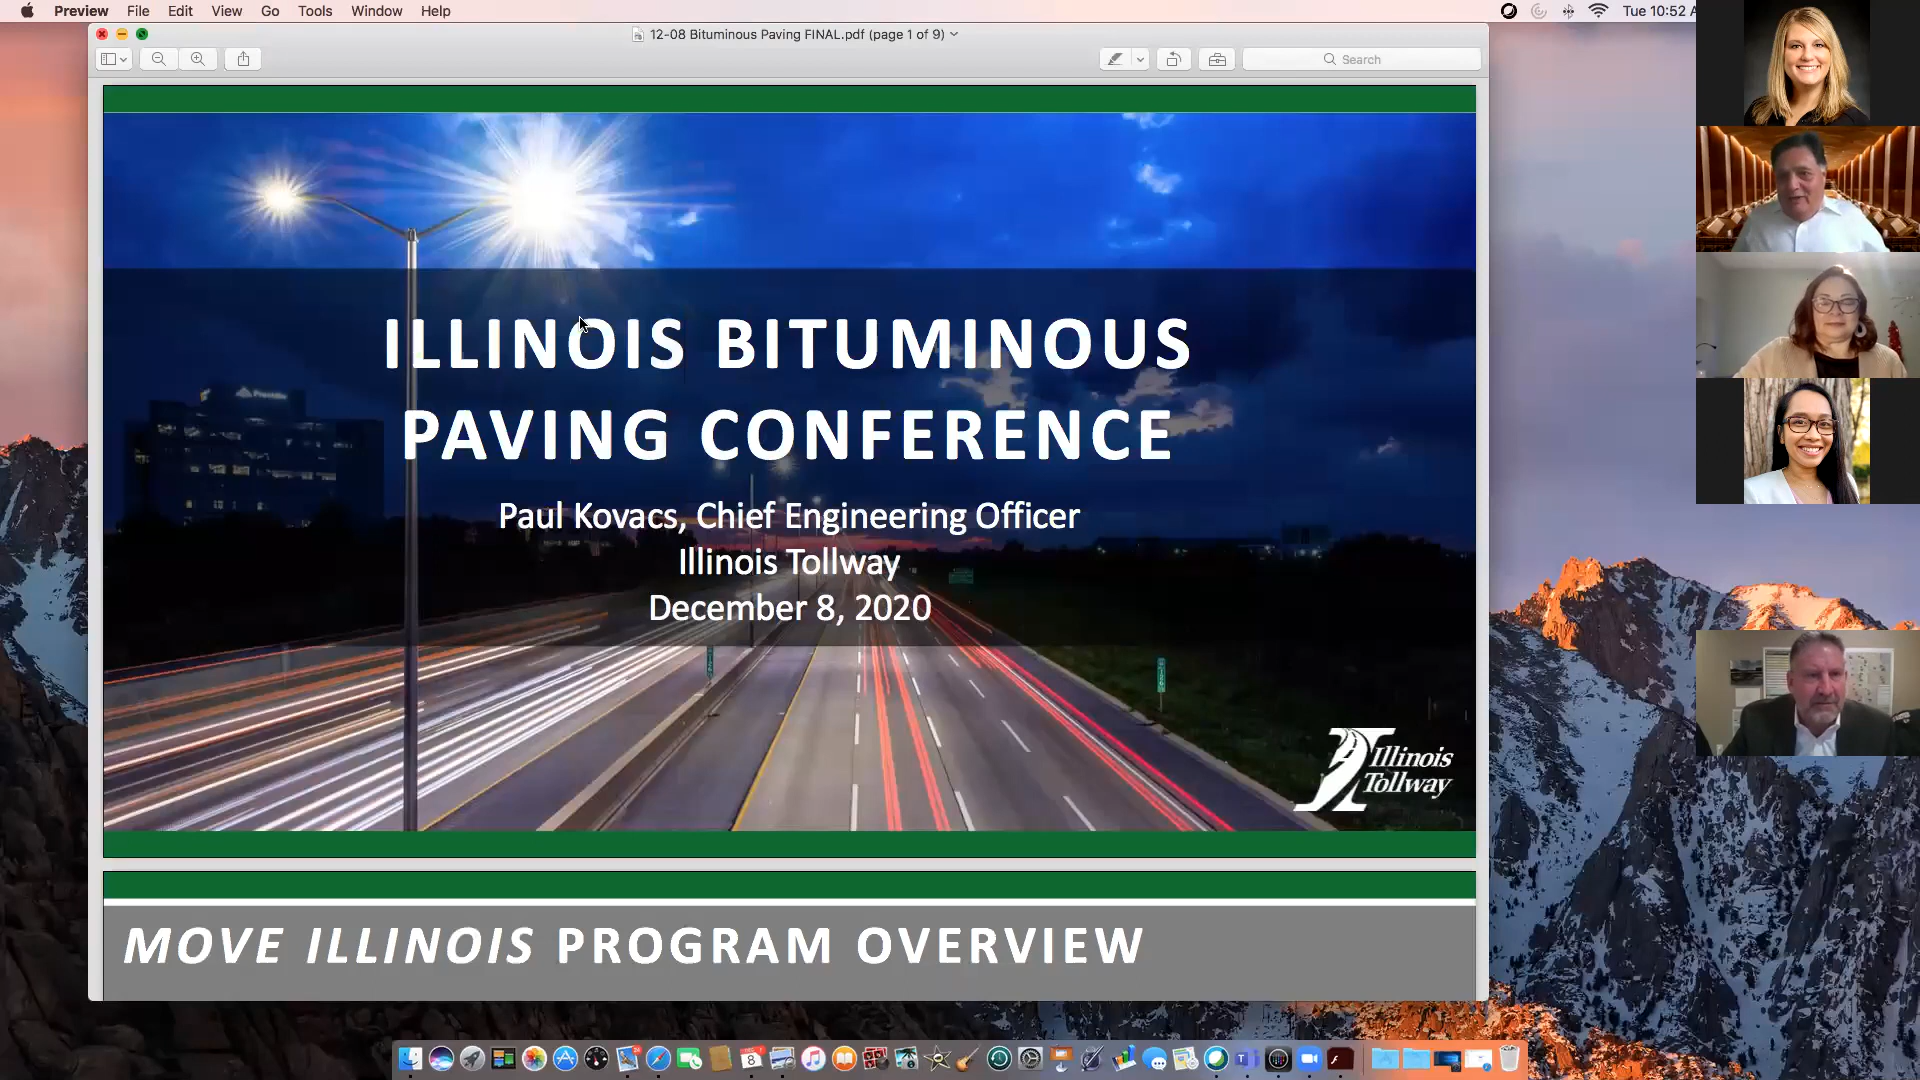 Preview File Edit View Go Tools Window Help
Tue 10:52 A
12-08 Bituminous Paving FINAL.pdf (page 1 of 9)
Search
ILLINOIS BITUMINOUS
PAVING CONFERENCE
Paul Kovacs, Chief Engineering Officer
Illinois Tollway
December 8, 2020
Illinois
Tollway
MOVE ILLINOIS PROGRAM OVERVIEW